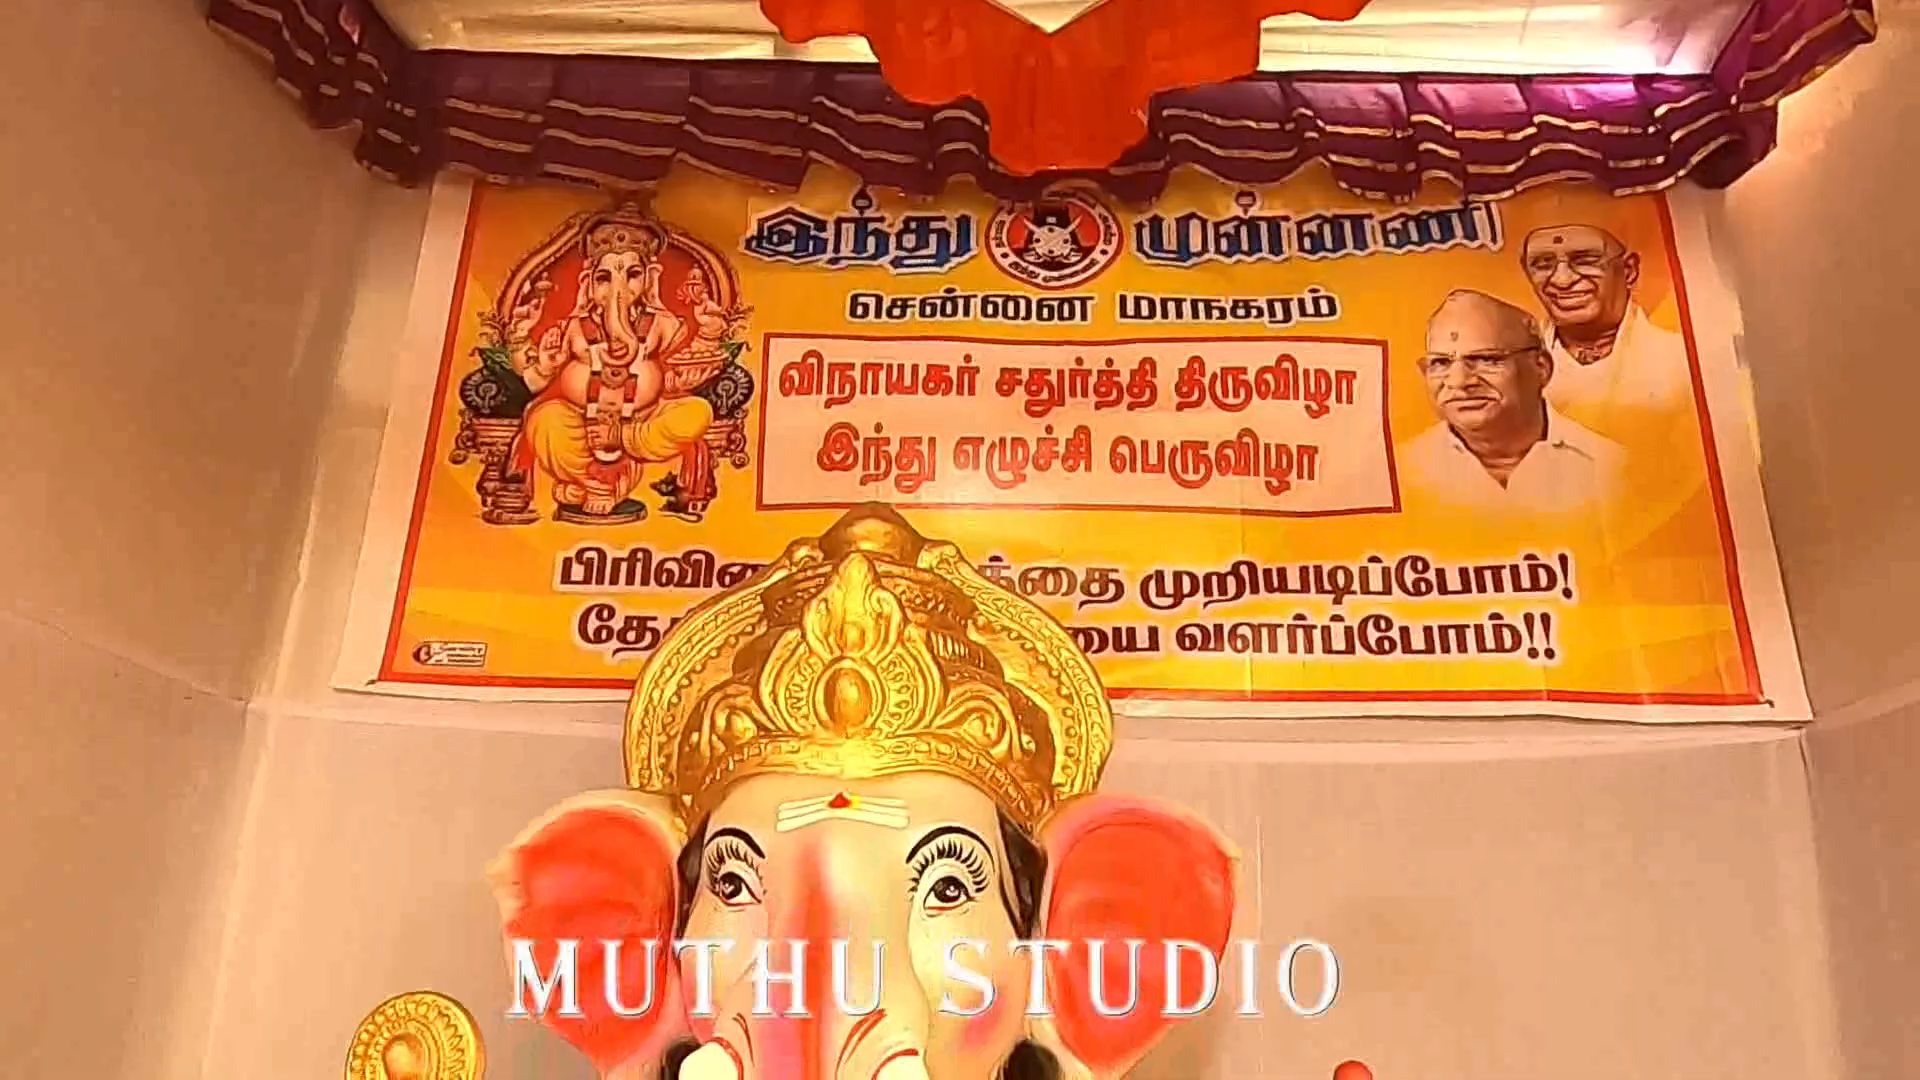 இந்து முன்னணி
சென்னை மாநகரம்
விநாயகர் சதுர்த்தி திருவிழா
இந்து எழுச்சி பெருவிழா
முறியடிப்போம்!
வளர்ப்போம்!!
MUTHU STUDIO